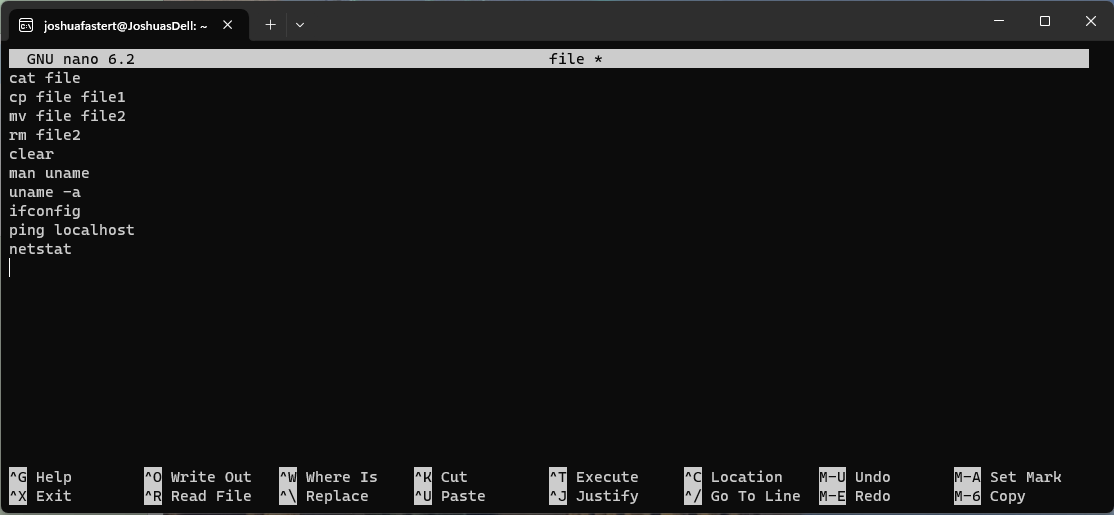 joshuafastert@JoshuasDell: ~
GNU nano 6.2 file *
cat file
cp file file1
mv file file2
rm file2
clear
man uname
uname -a
ifconfig
ping localhost
netstat
^G Help ^O Write Out ^W Where Is ^K Cut ^T Execute ^C Location M-U Undo M-A Set Mark
^X Exit ^R Read File ^\ Replace ^U Paste ^J Justify ^/ Go To Line M-E Redo M-6 Copy